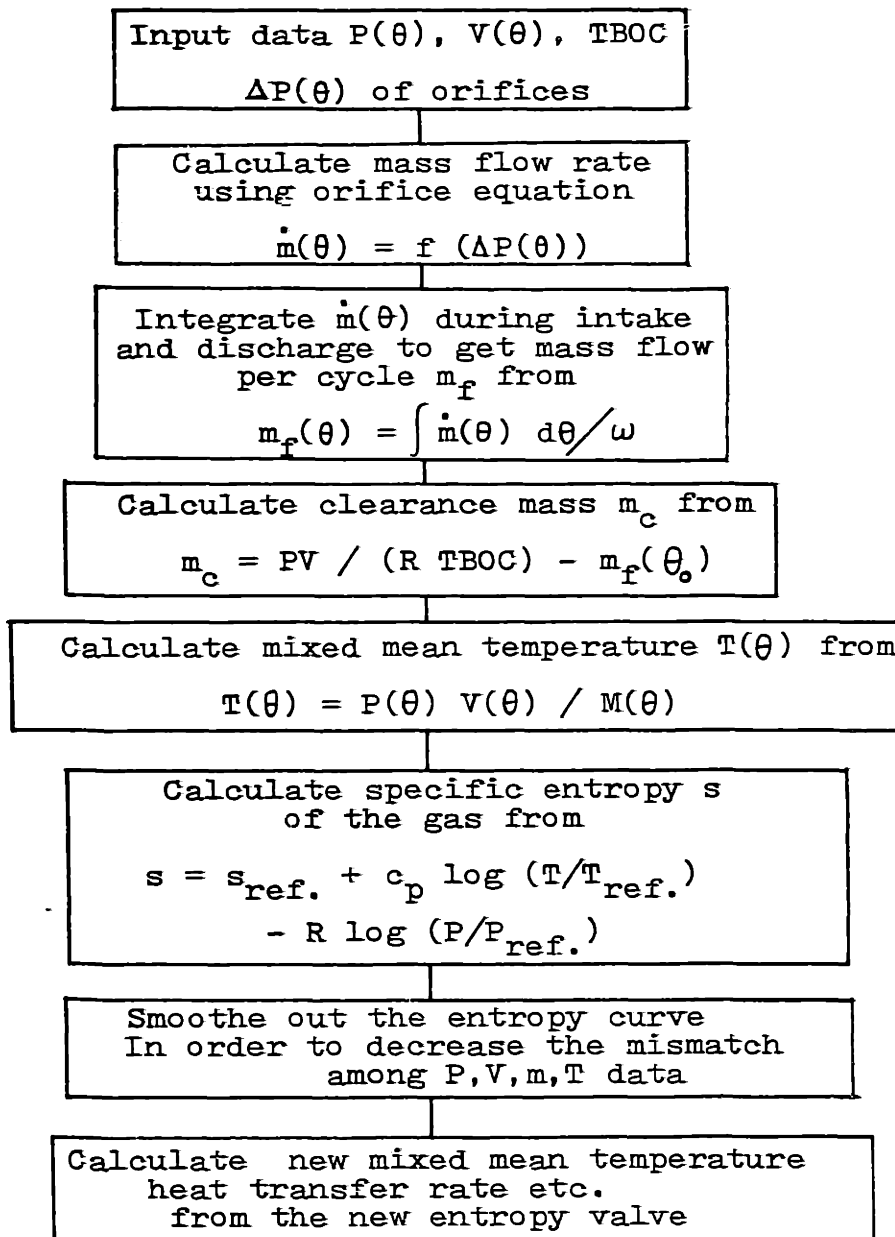 Input data P(θ), V(θ), TBOC
ΔP(θ) of orifices
Calculate mass flow rate
using orifice equation
ṁ(θ) = f (ΔP(θ))
Integrate ṁ(θ) during intake
and discharge to get mass flow
per cycle m_f from
m_f(θ) = ∫ ṁ(θ) dθ/ω
Calculate clearance mass m_c from
m_c = PV / (R TBOC) - m_f(θ_o)
Calculate mixed mean temperature T(θ) from
T(θ) = P(θ) V(θ) / M(θ)
Calculate specific entropy s
of the gas from
s = s_ref. + c_p log (T/T_ref.)
- R log (P/P_ref.)
Smoothe out the entropy curve
In order to decrease the mismatch
among P,V,m,T data
Calculate new mixed mean temperature
heat transfer rate etc.
from the new entropy valve